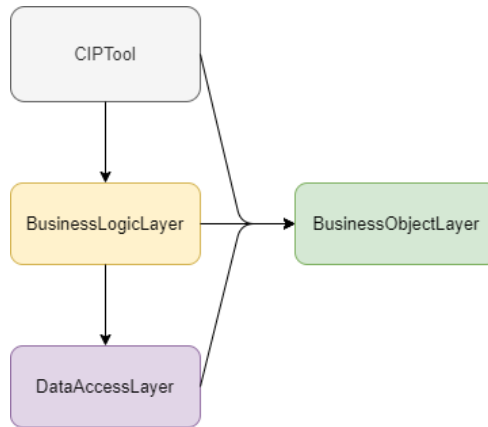 CIPTool
BusinessLogicLayer
BusinessObjectLayer
DataAccessLayer